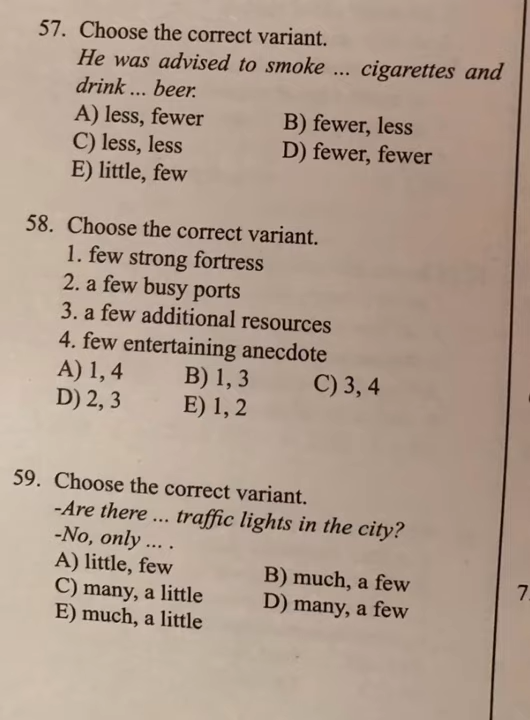 57. Choose the correct variant.
He was advised to smoke ... cigarettes and
drink ... beer.
A) less, fewer B) fewer, less
C) less, less D) fewer, fewer
E) little, few
58. Choose the correct variant.
1. few strong fortress
2. a few busy ports
3. a few additional resources
4. few entertaining anecdote
A) 1, 4 B) 1, 3 C) 3, 4
D) 2, 3 E) 1, 2
59. Choose the correct variant.
-Are there ... traffic lights in the city?
-No, only ... .
A) little, few B) much, a few
C) many, a little D) many, a few
E) much, a little
7